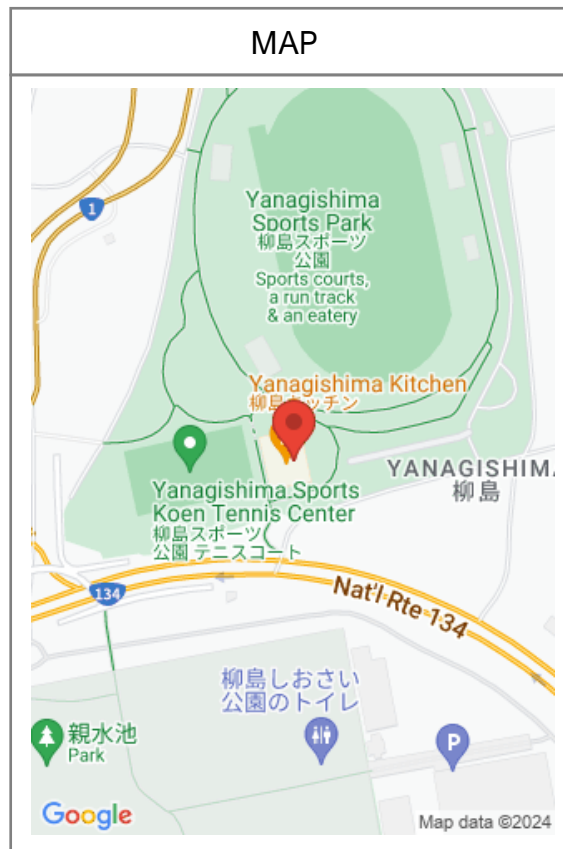 MAP
1
Yanagishima
Sports Park
柳島スポーツ
公園
Sports courts,
a run track
& an eatery
Yanagishima Kitchen
柳島キッチン
YANAGISHIMA
柳島
Yanagishima Sports
Koen Tennis Center
柳島スポーツ
公園 テニスコート
134
Nat'l Rte 134
柳島しおさい
公園のトイレ
親水池
Park
P
Google
Map data ©2024